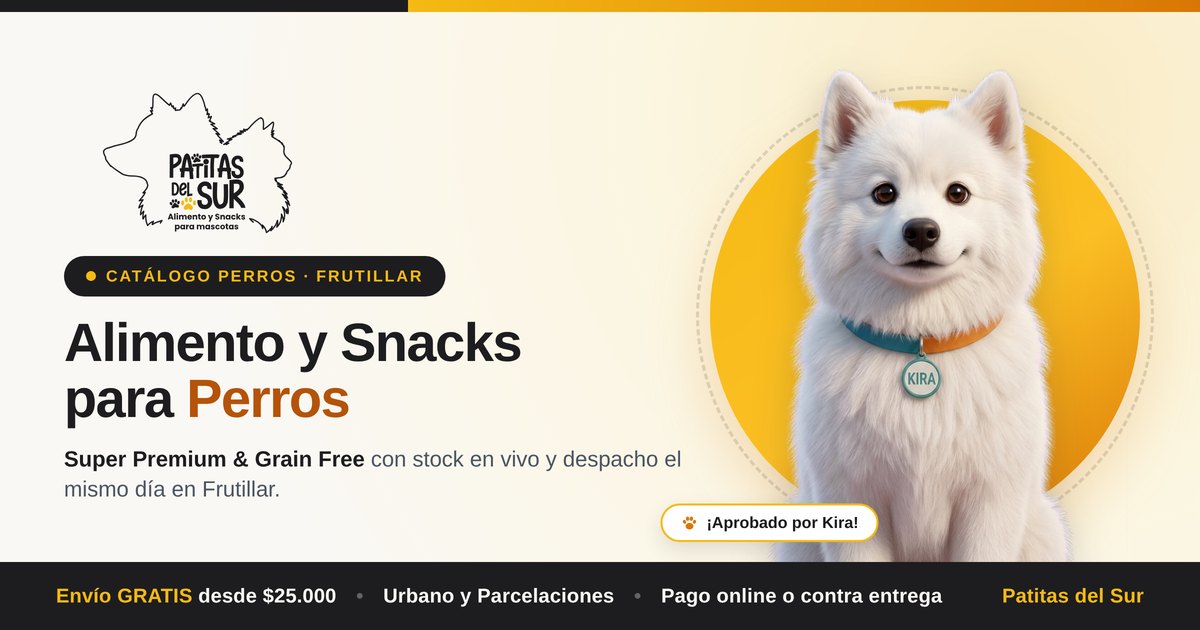 PATITAS
DEL SUR
Alimento y Snacks
para mascotas
CATÁLOGO PERROS · FRUTILLAR
Alimento y Snacks
para Perros
Super Premium & Grain Free con stock en vivo y despacho el
mismo día en Frutillar.
KIRA
¡Aprobado por Kira!
Envío GRATIS desde $25.000 • Urbano y Parcelaciones • Pago online o contra entrega Patitas del Sur